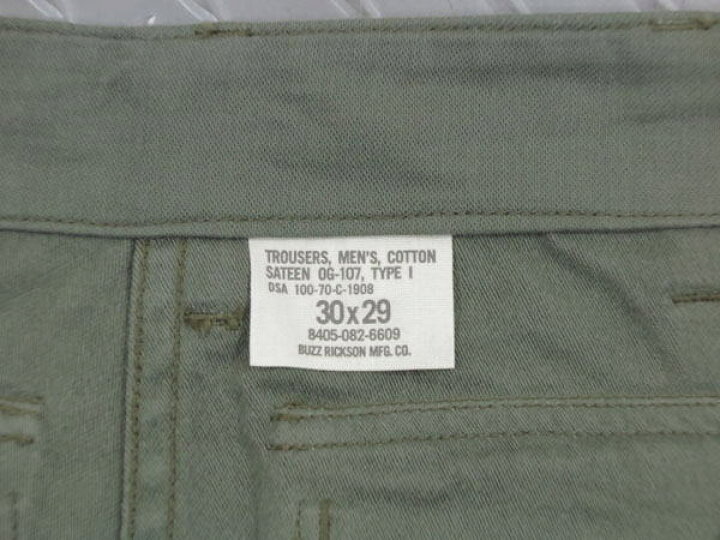 TROUSERS, MEN'S, COTTON
SATEEN OG-107, TYPE I
DSA 100-70-C-1908
30x29
8405-082-6609
BUZZ RICKSON MFG. CO.